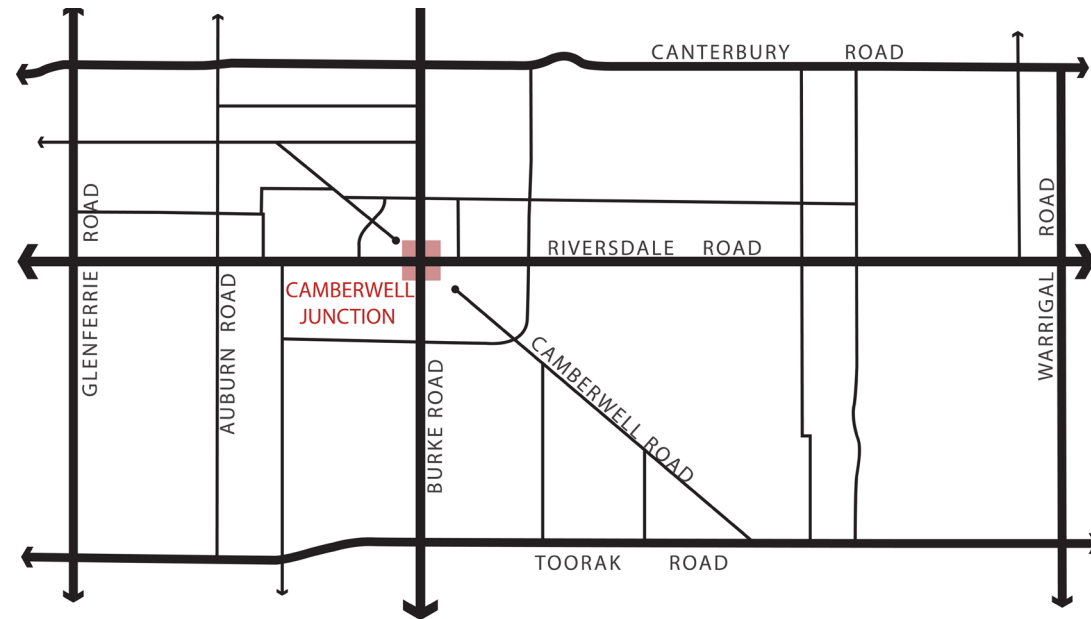 CANTERBURY ROAD
GLENFERRIE ROAD
AUBURN ROAD
RIVERSDALE ROAD
CAMBERWELL
JUNCTION
BURKE ROAD
CAMBERWELL ROAD
WARRIGAL ROAD
TOORAK ROAD